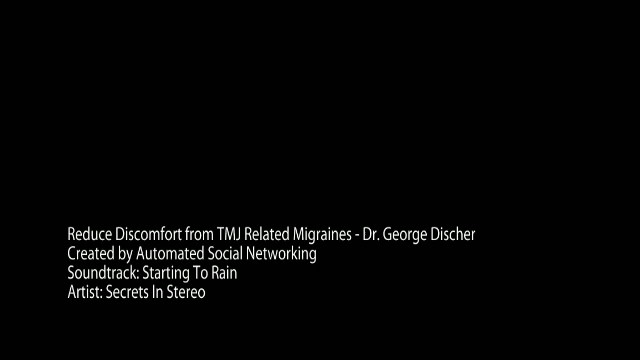 Reduce Discomfort from TMJ Related Migraines - Dr. George Discher
Created by Automated Social Networking
Soundtrack: Starting To Rain
Artist: Secrets In Stereo